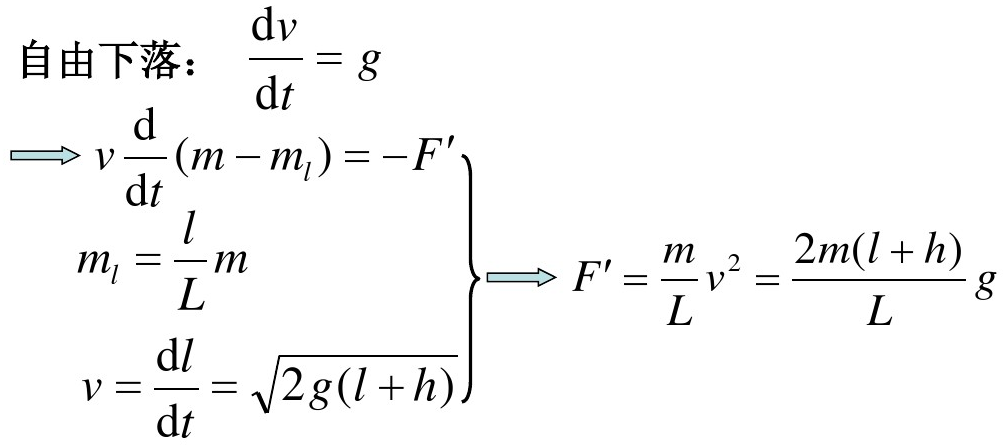 自由下落： dv/dt = g
⇒ v d/dt (m − m_l) = −F′
m_l = l/L m
v = dl/dt = √(2g(l + h))
⇒ F′ = m/L v² = 2m(l + h)/L g